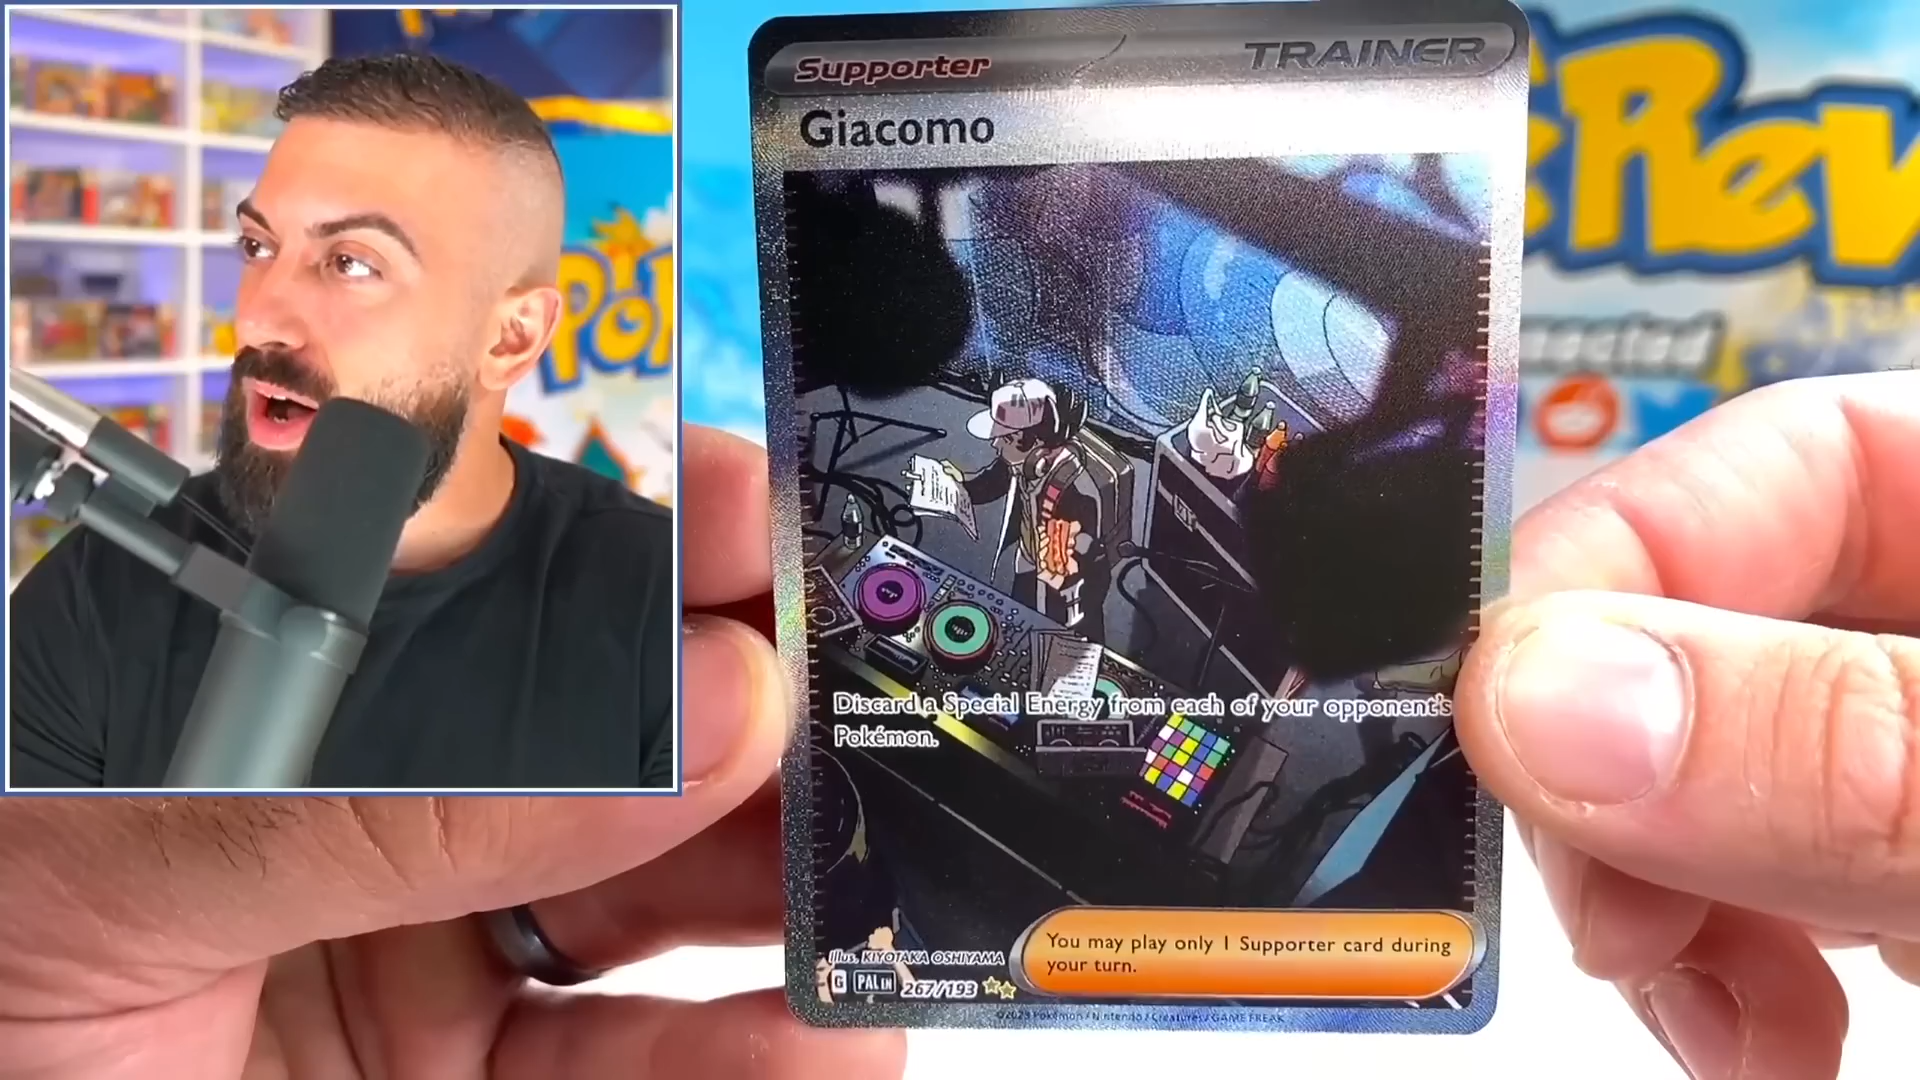 Supporter
TRAINER
Giacomo
Discard a Special Energy from each of your opponent's
Pokémon.
You may play only 1 Supporter card during
your turn.
Illus. KIYOTAKA OSHIYAMA
G PAL EN 267/193
©2023 Pokémon / Nintendo / Creatures / GAME FREAK